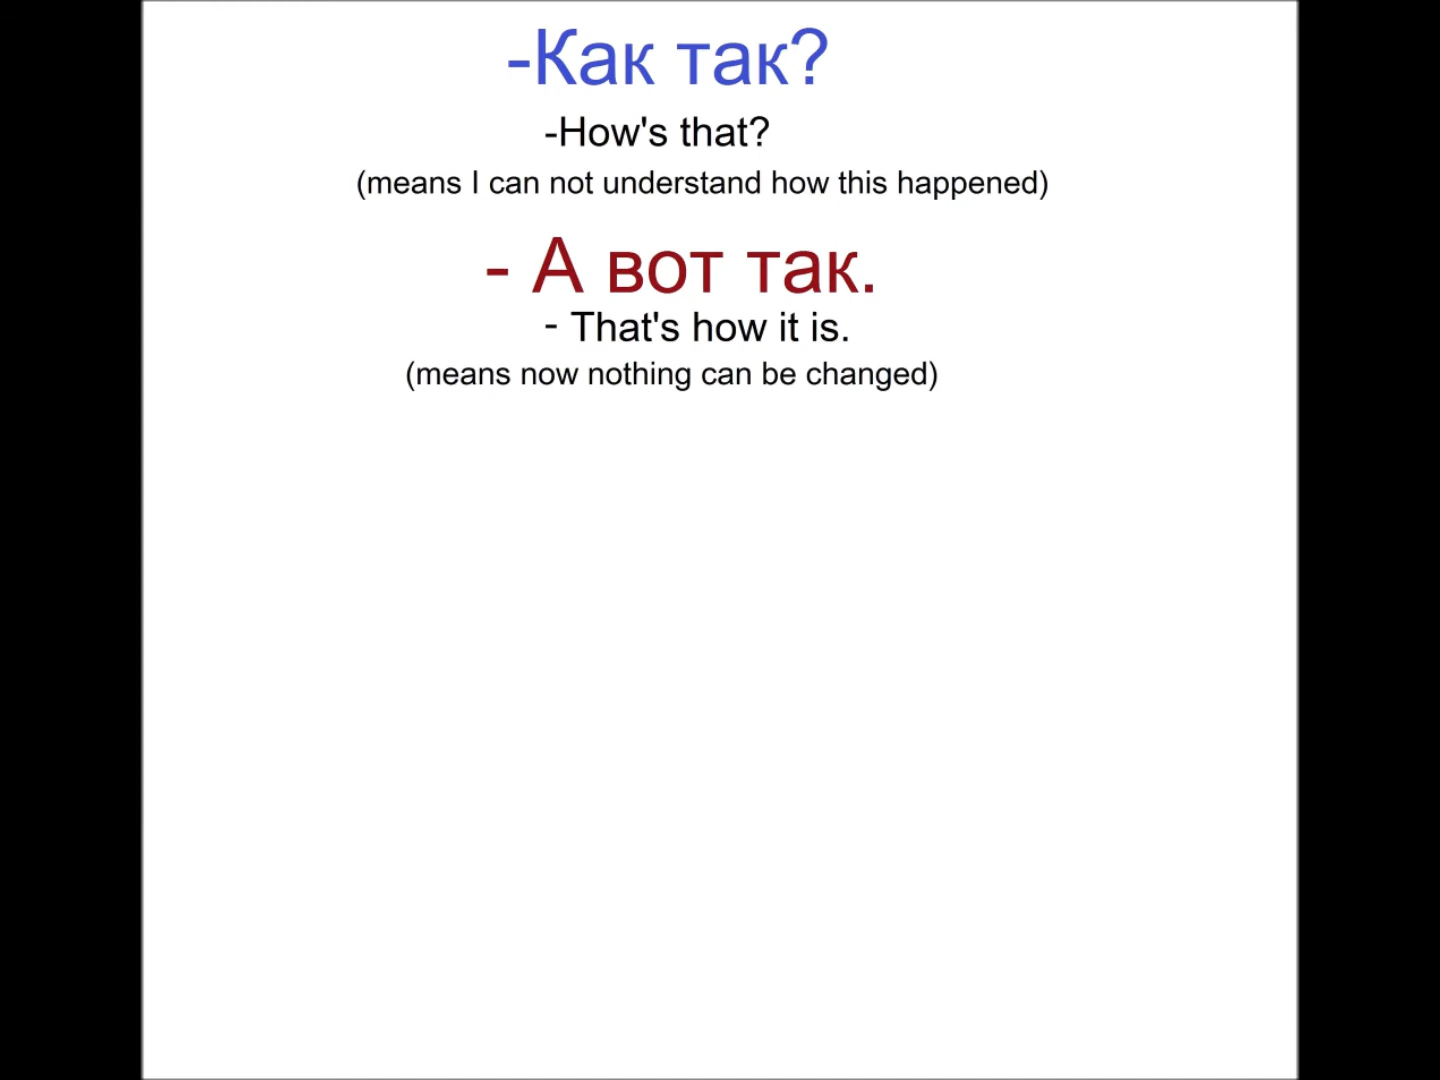 -Как так?
-How's that?
(means I can not understand how this happened)
- А вот так.
- That's how it is.
(means now nothing can be changed)